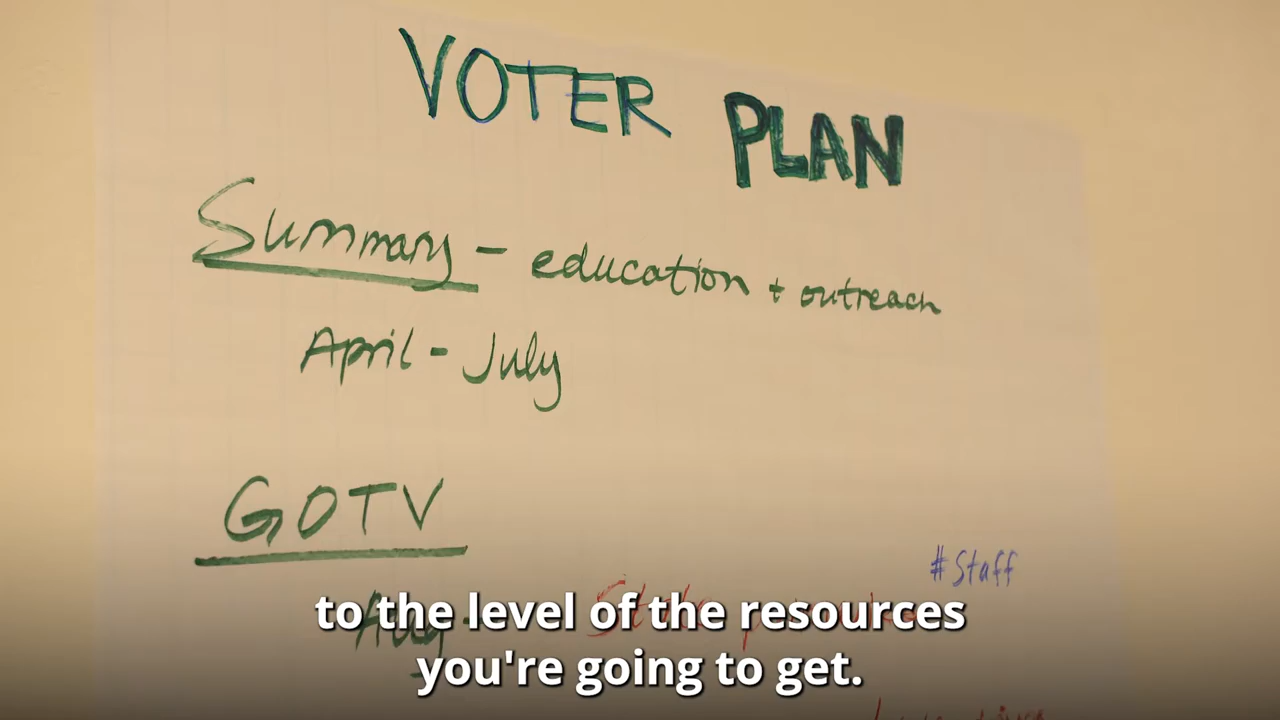 VOTER PLAN
Summary - education + outreach
April - July
GOTV
#Staff
Aug -
to the level of the resources
you're going to get.